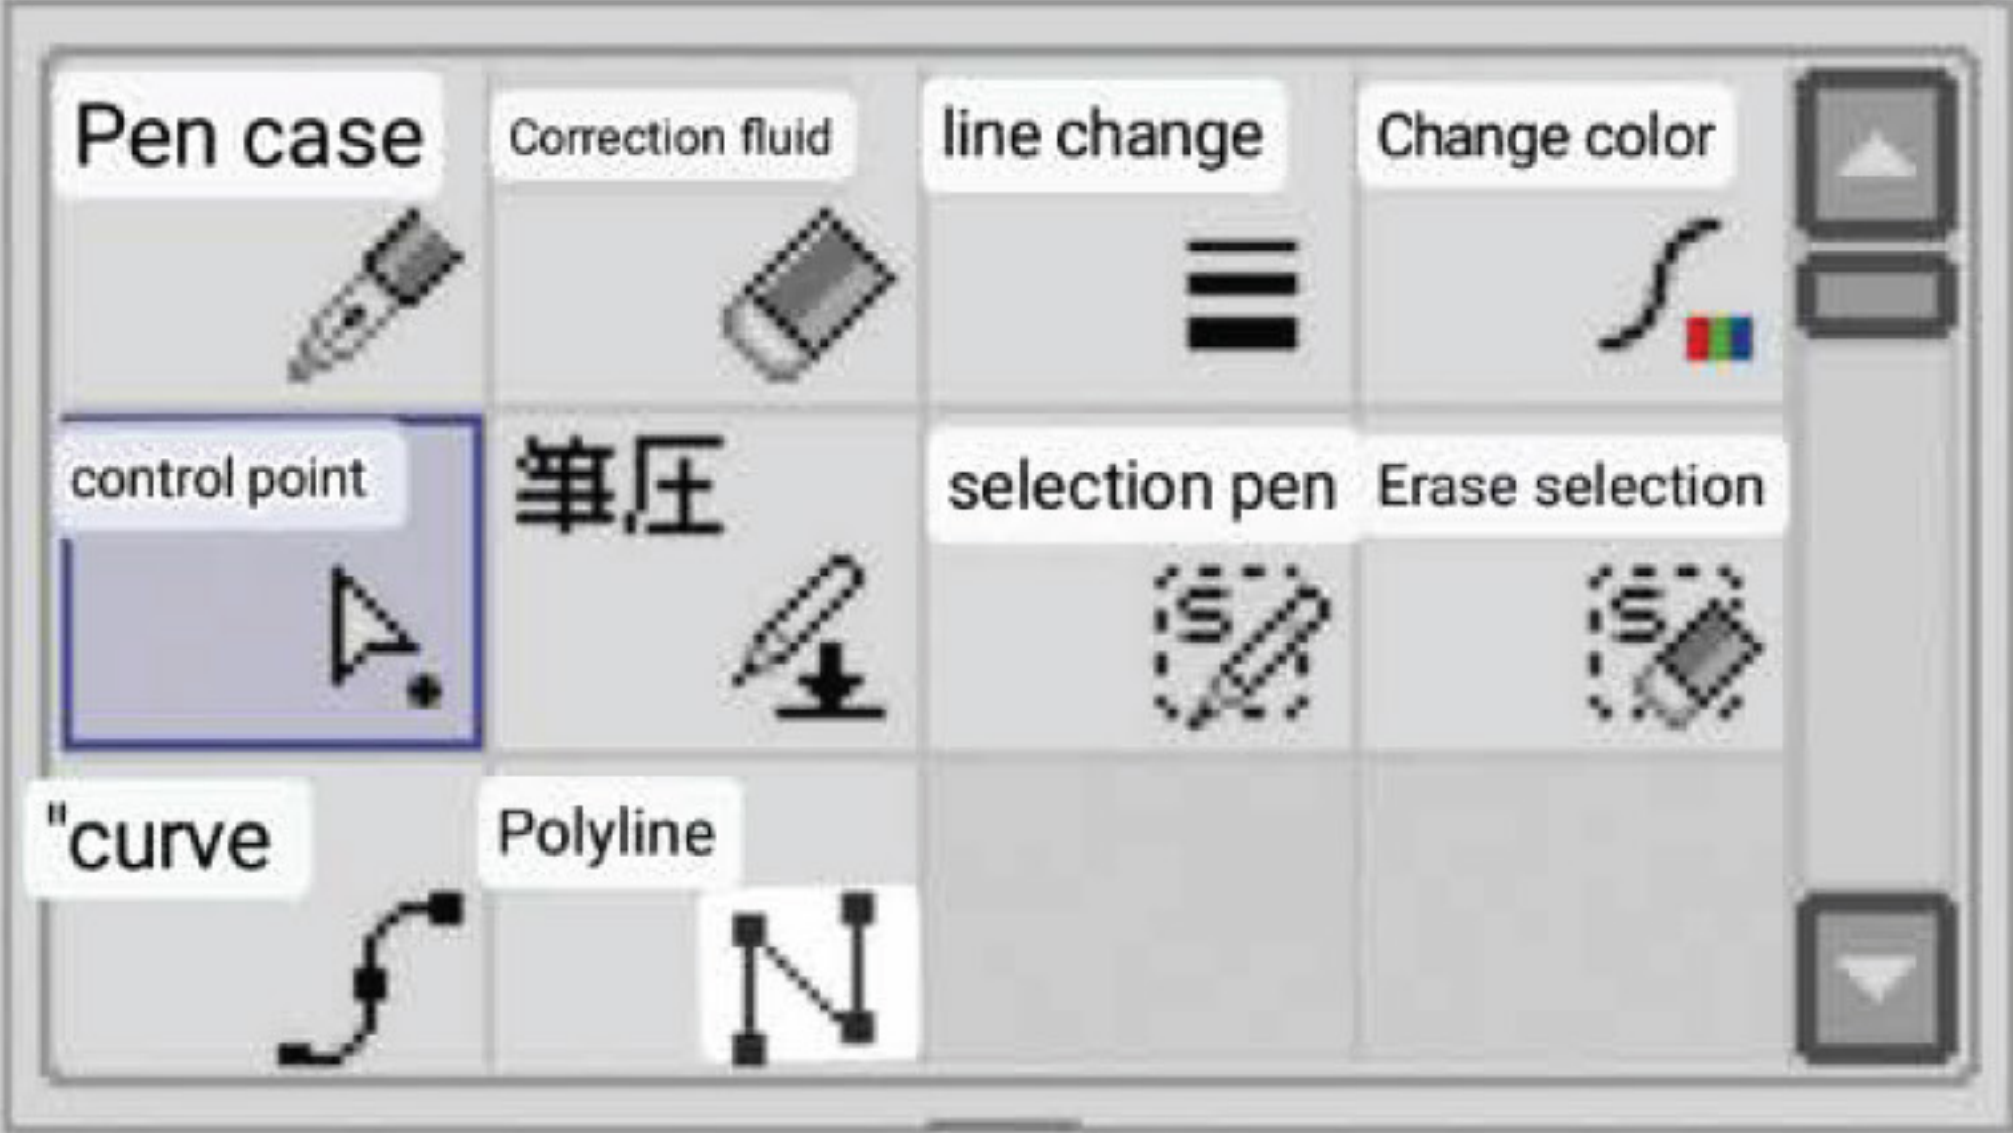 Pen case
Correction fluid
line change
Change color
control point
筆圧
selection pen
Erase selection
"curve
Polyline